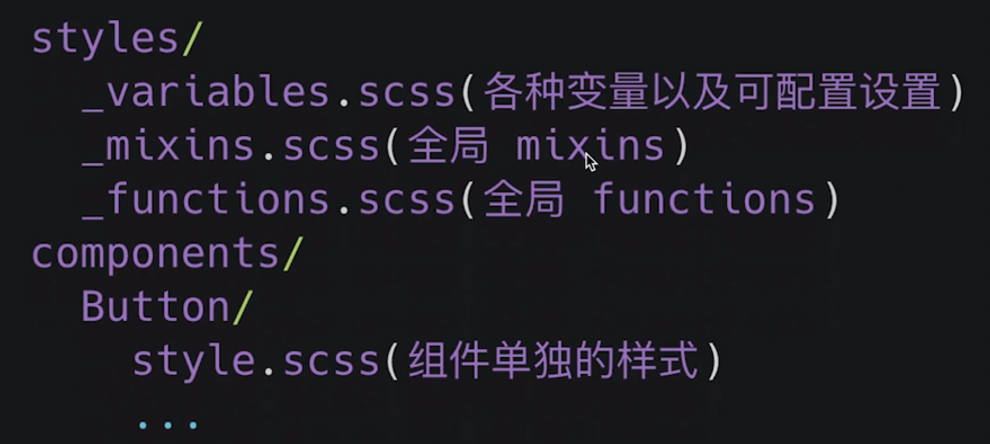 styles/
_variables.scss(各种变量以及可配置设置)
_mixins.scss(全局 mixins)
_functions.scss(全局 functions)
components/
Button/
style.scss(组件单独的样式)
...